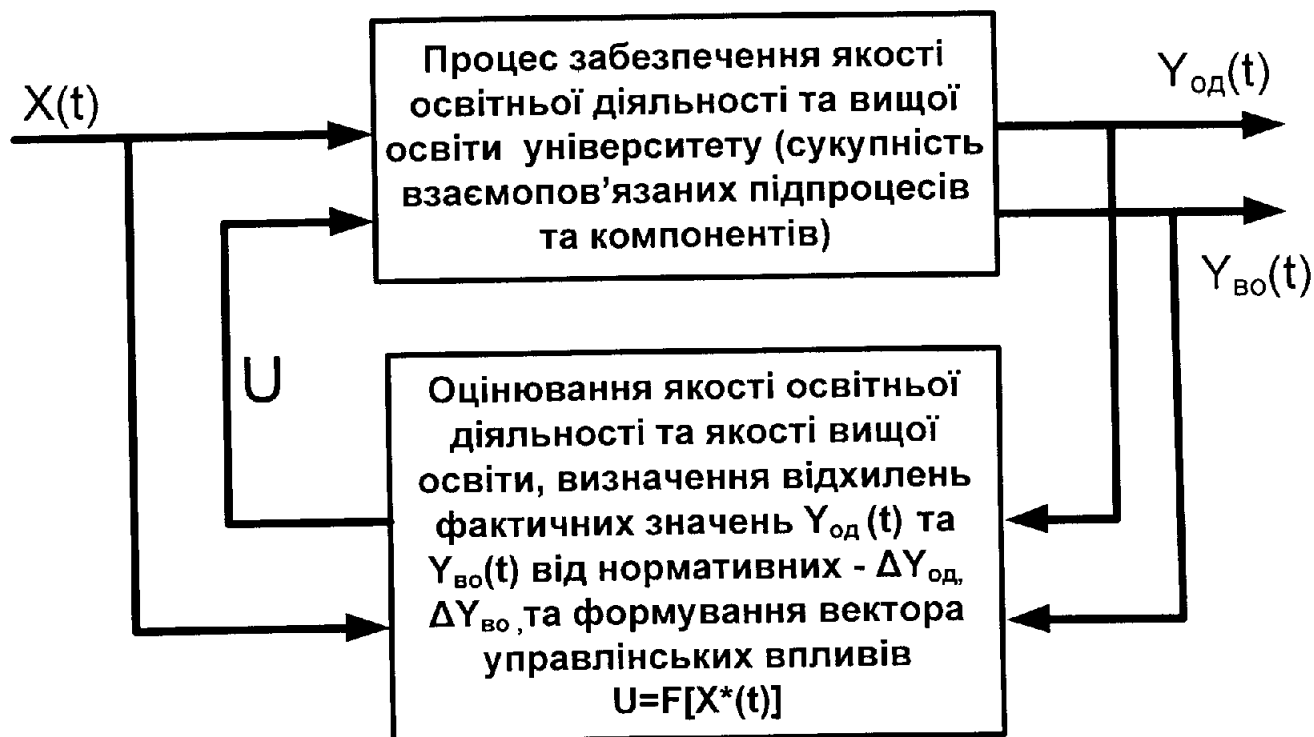 X(t)
Процес забезпечення якості
освітньої діяльності та вищої
освіти університету (сукупність
взаємопов’язаних підпроцесів
та компонентів)
Yод(t)
Yво(t)
U
Оцінювання якості освітньої
діяльності та якості вищої
освіти, визначення відхилень
фактичних значень Yод (t) та
Yво(t) від нормативних - ΔYод,
ΔYво ,та формування вектора
управлінських впливів
U=F[X*(t)]